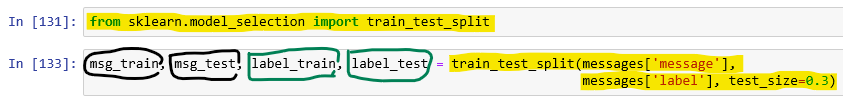 In [131]: from sklearn.model_selection import train_test_split
In [133]: msg_train, msg_test, label_train, label_test = train_test_split(messages['message'],
messages['label'], test_size=0.3)